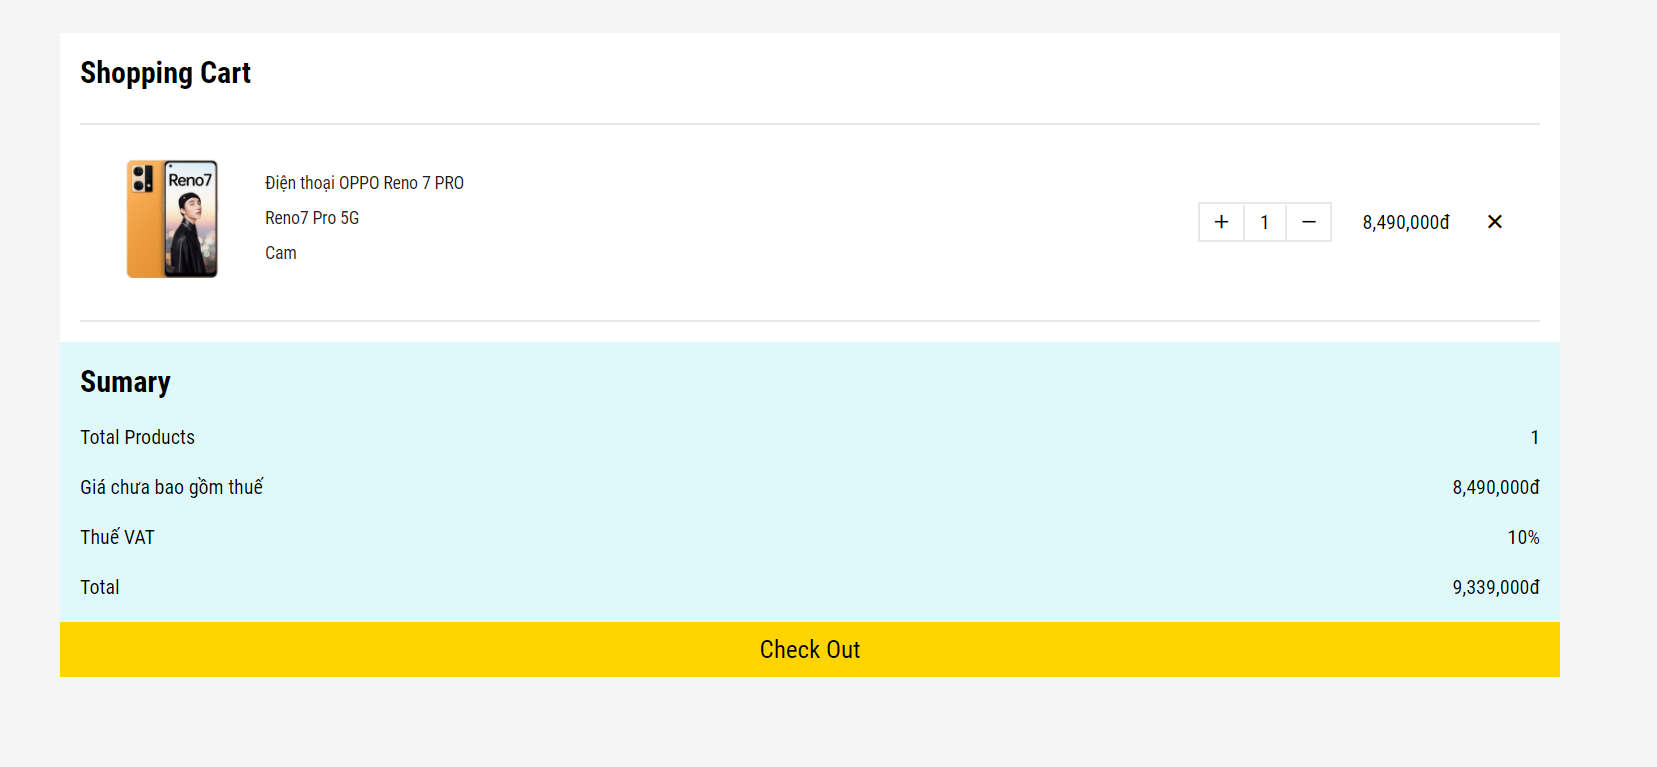 Shopping Cart
Reno7
Điện thoại OPPO Reno 7 PRO
Reno7 Pro 5G
Cam
+ 1 − 8,490,000đ ✕
Sumary
Total Products 1
Giá chưa bao gồm thuế 8,490,000đ
Thuế VAT 10%
Total 9,339,000đ
Check Out